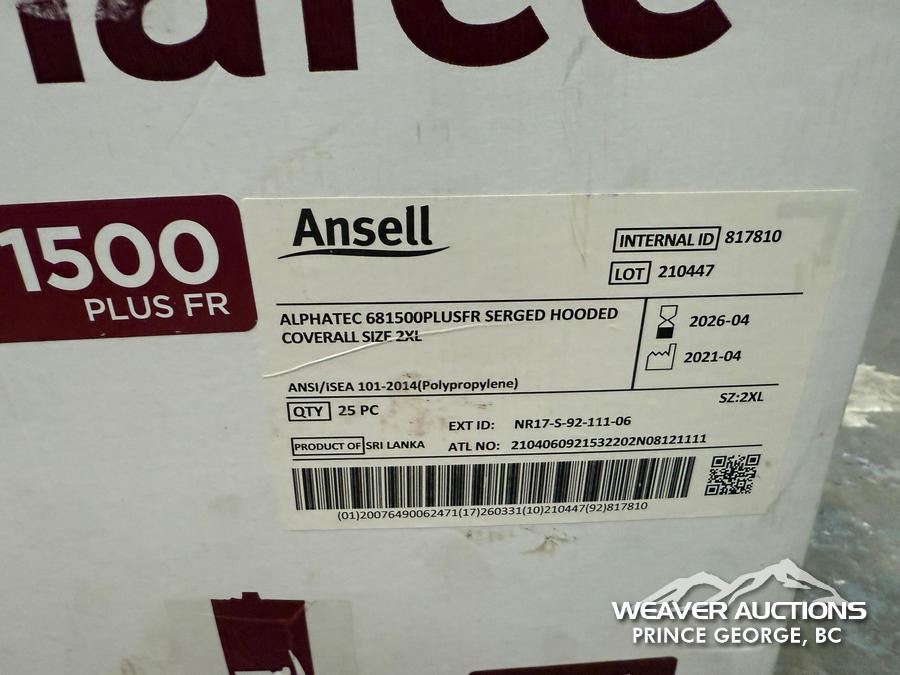 1500
PLUS FR
Ansell
INTERNAL ID 817810
LOT 210447
ALPHATEC 681500PLUSFR SERGED HOODED
COVERALL SIZE 2XL
2026-04
2021-04
ANSI/ISEA 101-2014(Polypropylene)
SZ:2XL
QTY 25 PC
EXT ID: NR17-S-92-111-06
PRODUCT OF SRI LANKA ATL NO: 2104060921532202N08121111
(01)20076490062471(17)260331(10)210447(92)817810
WEAVER AUCTIONS
PRINCE GEORGE, BC